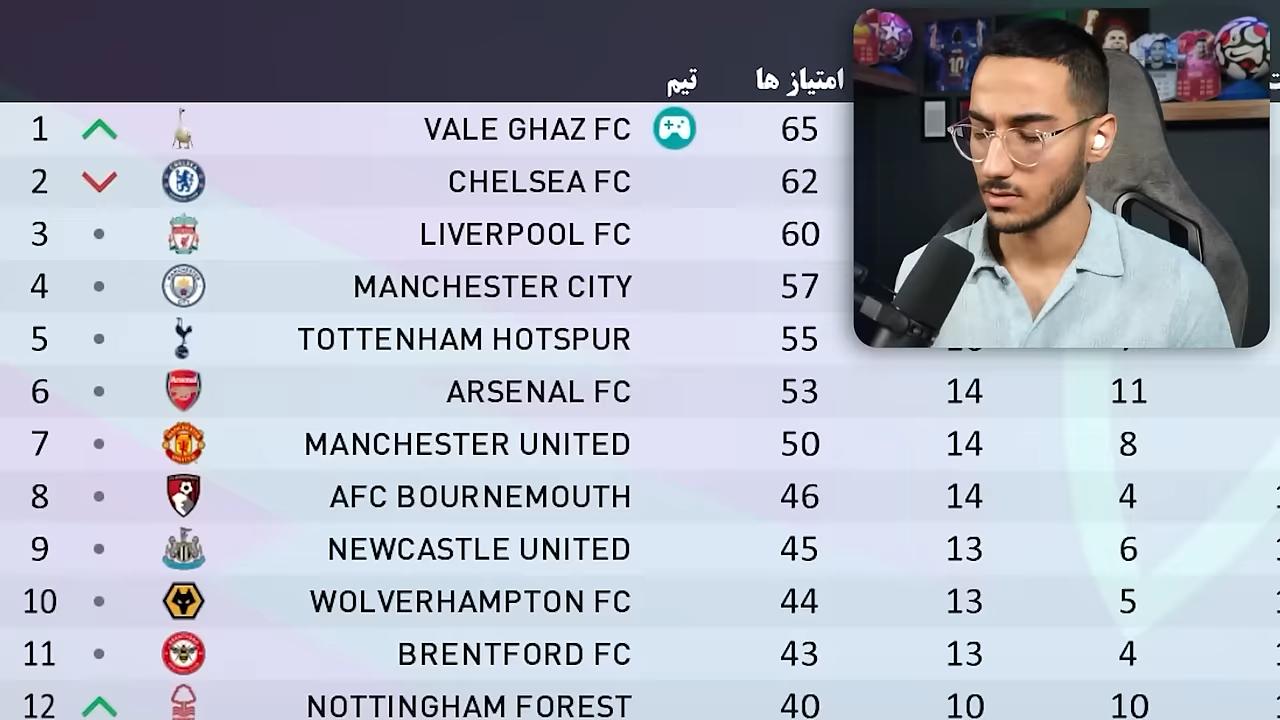 تیم امتیاز ها
1 VALE GHAZ FC 65
2 CHELSEA FC 62
3 LIVERPOOL FC 60
4 MANCHESTER CITY 57
5 TOTTENHAM HOTSPUR 55
6 ARSENAL FC 53 14 11
7 MANCHESTER UNITED 50 14 8
8 AFC BOURNEMOUTH 46 14 4
9 NEWCASTLE UNITED 45 13 6
10 WOLVERHAMPTON FC 44 13 5
11 BRENTFORD FC 43 13 4
12 NOTTINGHAM FOREST 40 10 10